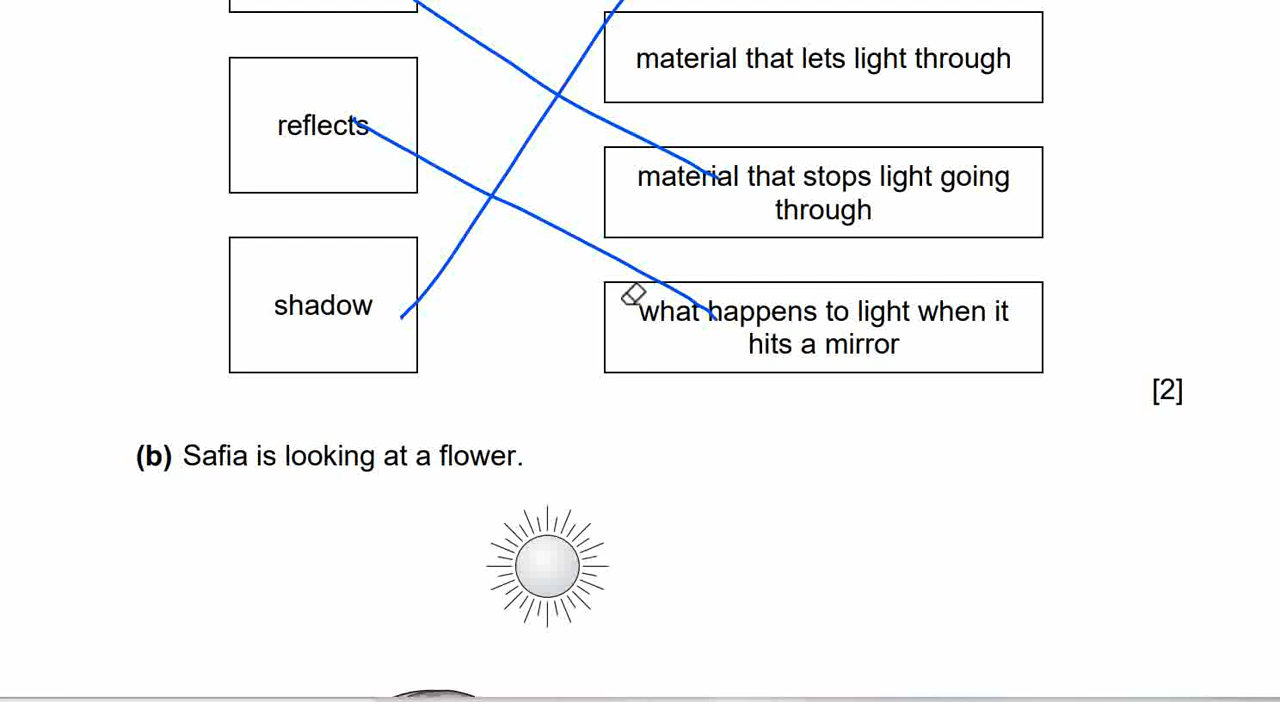 material that lets light through
reflects
material that stops light going
through
shadow
what happens to light when it
hits a mirror
[2]
(b) Safia is looking at a flower.